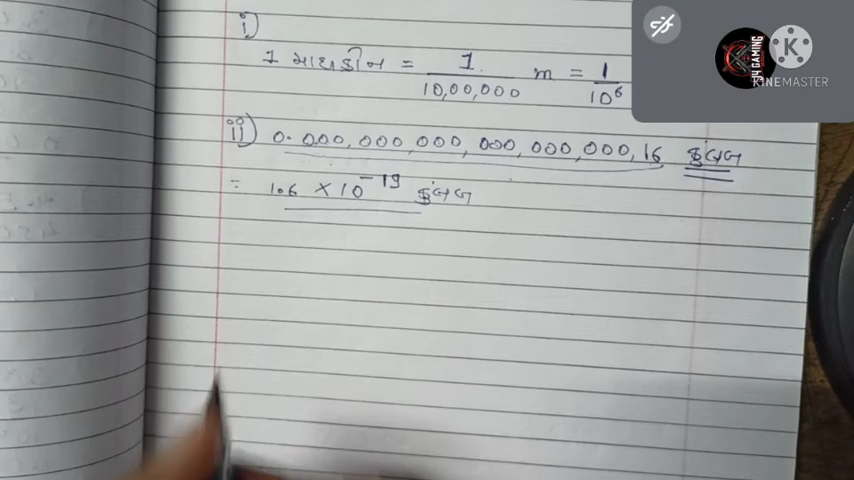 i)
1 માઇક્રોન = 1 / 10,00,000 m = 1 / 10⁶
ii) 0.000,000,000,000,000,000,16 કુલંબ
= 1.6 × 10⁻¹⁹ કુલંબ
GAMING
KINEMASTER